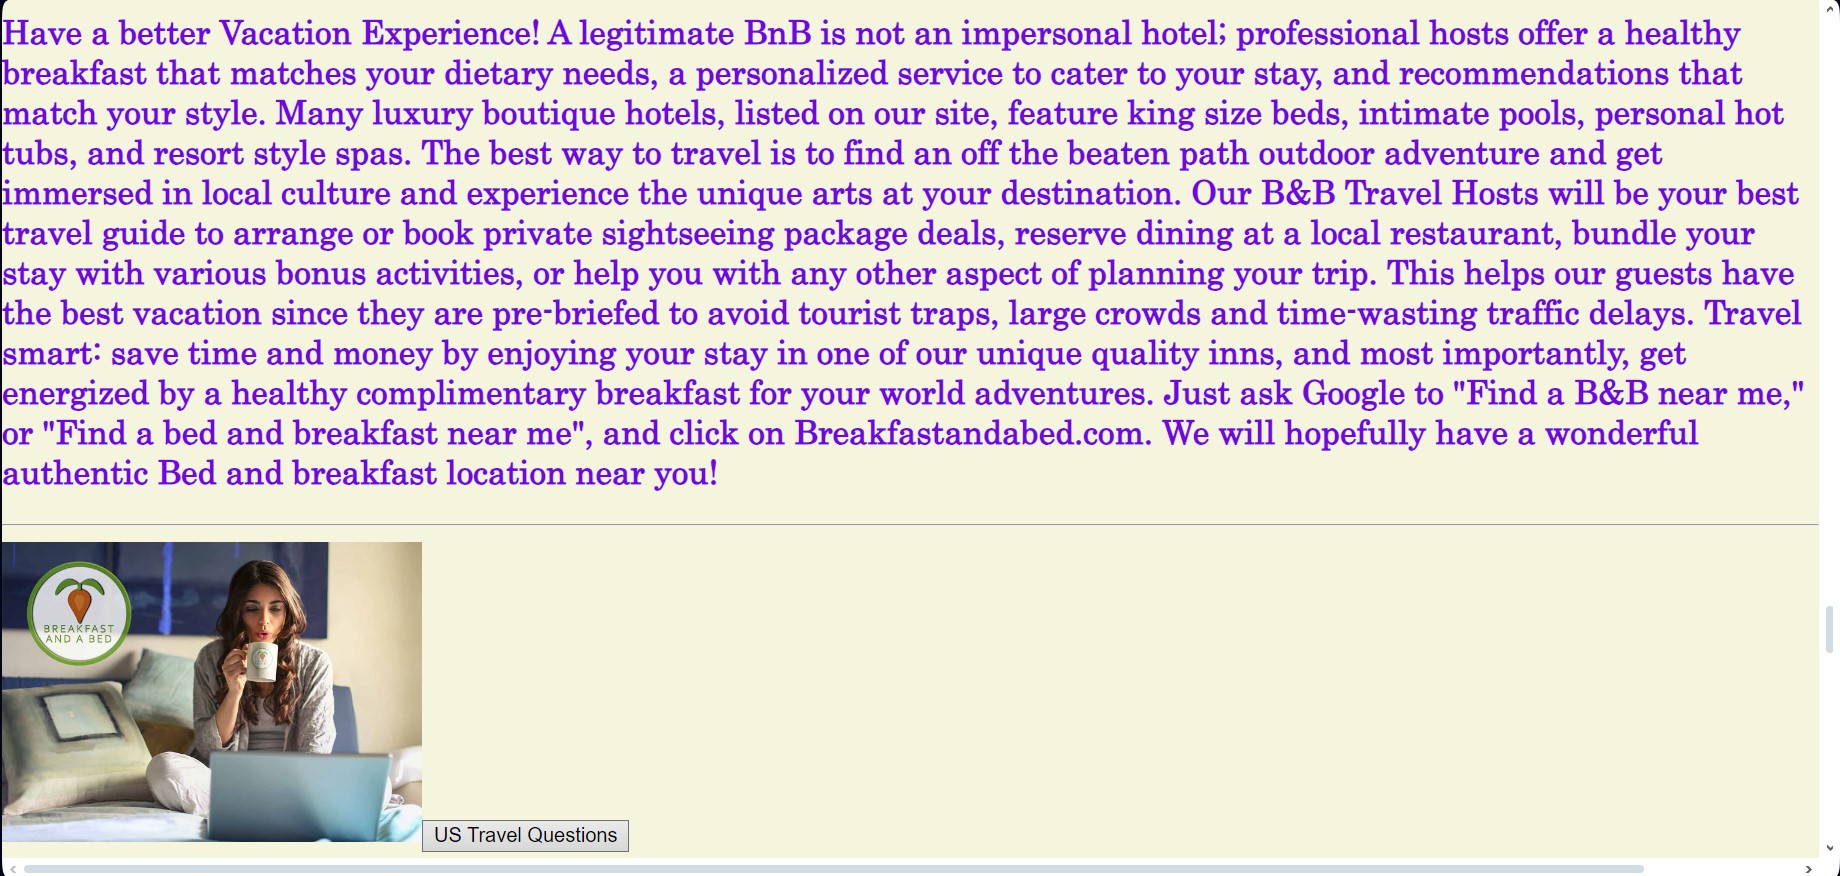 Have a better Vacation Experience! A legitimate BnB is not an impersonal hotel; professional hosts offer a healthy
breakfast that matches your dietary needs, a personalized service to cater to your stay, and recommendations that
match your style. Many luxury boutique hotels, listed on our site, feature king size beds, intimate pools, personal hot
tubs, and resort style spas. The best way to travel is to find an off the beaten path outdoor adventure and get
immersed in local culture and experience the unique arts at your destination. Our B&B Travel Hosts will be your best
travel guide to arrange or book private sightseeing package deals, reserve dining at a local restaurant, bundle your
stay with various bonus activities, or help you with any other aspect of planning your trip. This helps our guests have
the best vacation since they are pre-briefed to avoid tourist traps, large crowds and time-wasting traffic delays. Travel
smart: save time and money by enjoying your stay in one of our unique quality inns, and most importantly, get
energized by a healthy complimentary breakfast for your world adventures. Just ask Google to "Find a B&B near me,"
or "Find a bed and breakfast near me", and click on Breakfastandabed.com. We will hopefully have a wonderful
authentic Bed and breakfast location near you!
BREAKFAST
AND A BED
US Travel Questions